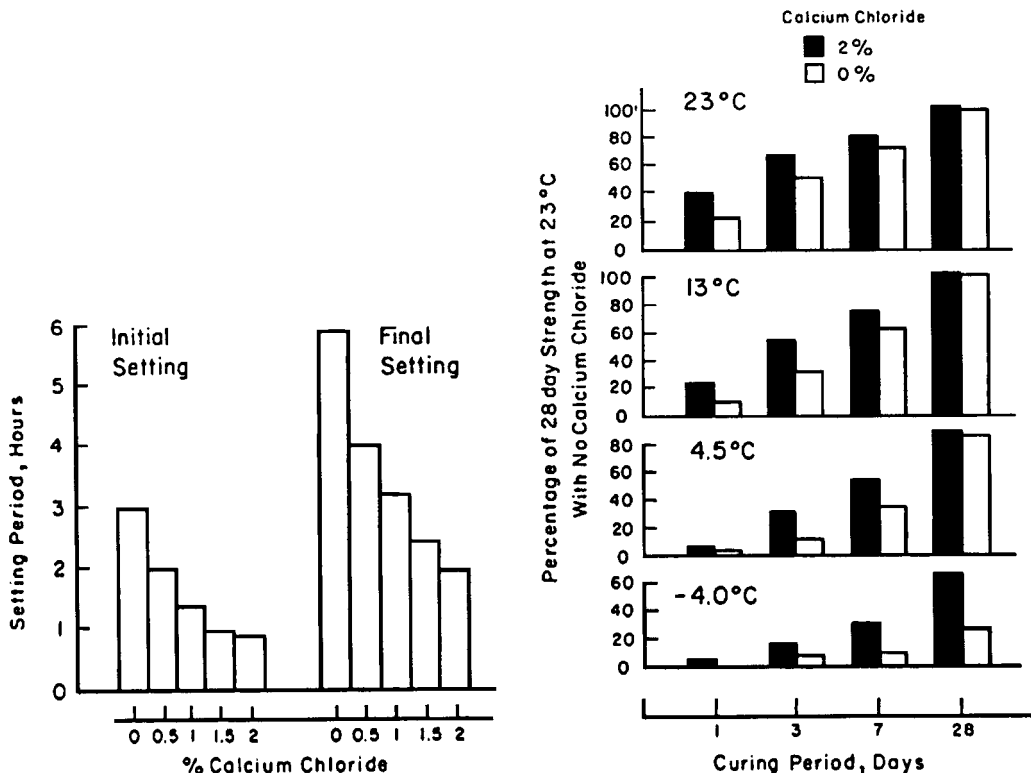 6
5
4
3
2
1
0
Setting Period, Hours
Initial
Setting
Final
Setting
0 0.5 1 1.5 2
0 0.5 1 1.5 2
% Calcium Chloride
Calcium Chloride
2%
0%
Percentage of 28 day Strength at 23°C
With No Calcium Chloride
23°C
100
80
60
40
20
0
13°C
100
80
60
40
20
0
4.5°C
80
60
40
20
0
-4.0°C
60
40
20
0
1 3 7 28
Curing Period, Days